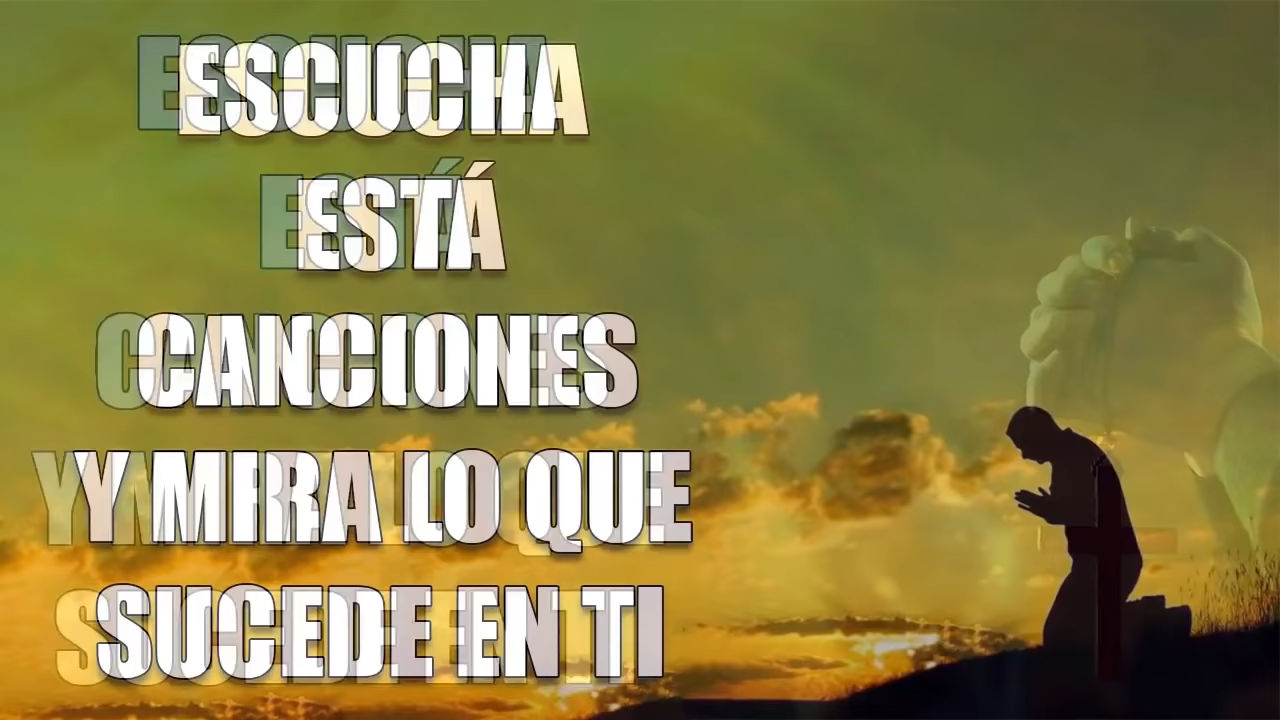 ESCUCHA
ESTÁ
CANCIONES
Y MIRA LO QUE
SUCEDE EN TI